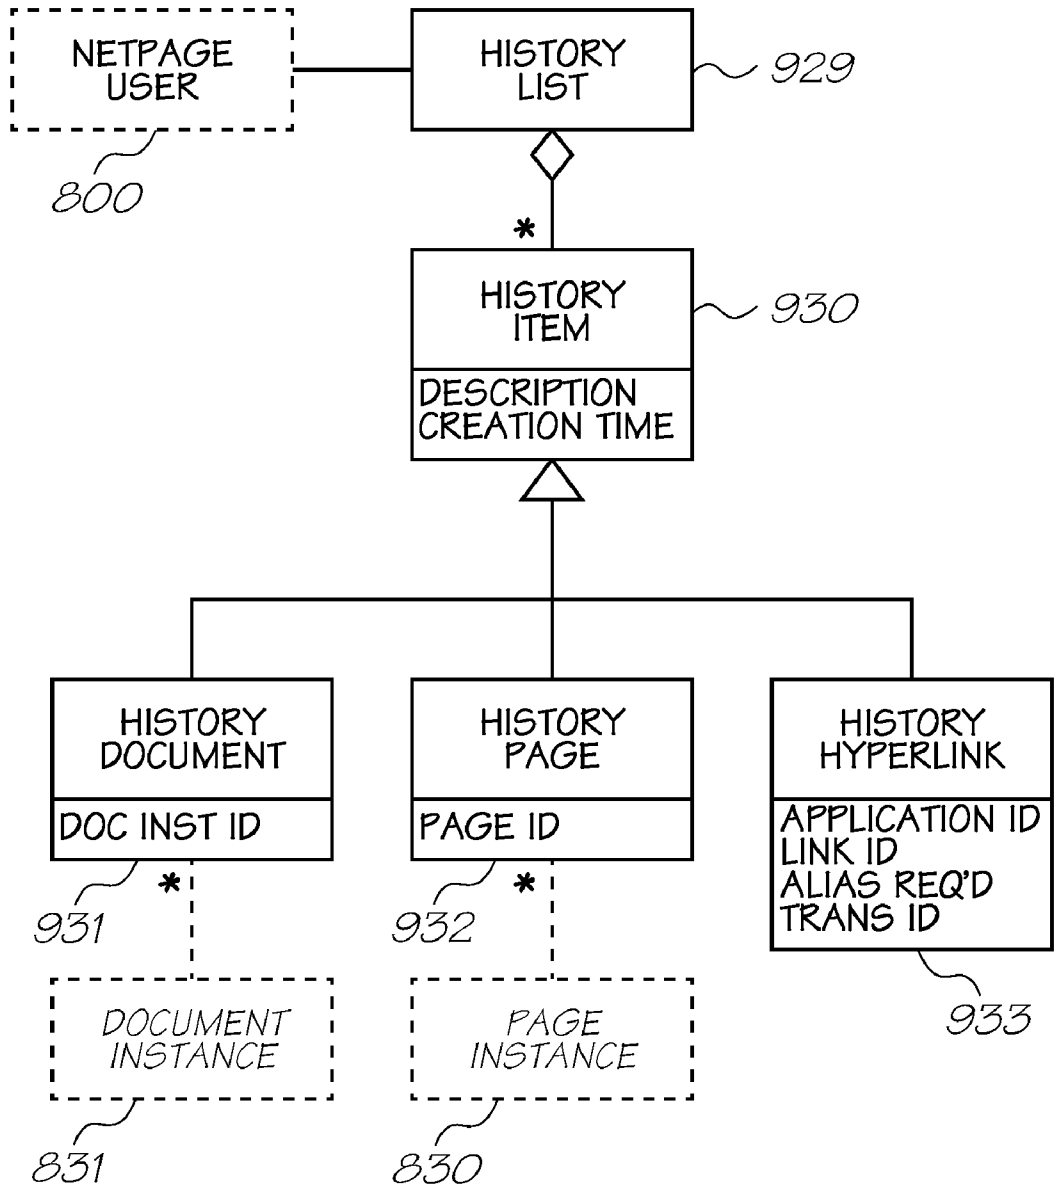 NETPAGE
USER
800
HISTORY
LIST
929
*
HISTORY
ITEM
930
DESCRIPTION
CREATION TIME
HISTORY
DOCUMENT
DOC INST ID
931
*
HISTORY
PAGE
PAGE ID
932
*
HISTORY
HYPERLINK
APPLICATION ID
LINK ID
ALIAS REQ'D
TRANS ID
933
DOCUMENT
INSTANCE
831
PAGE
INSTANCE
830